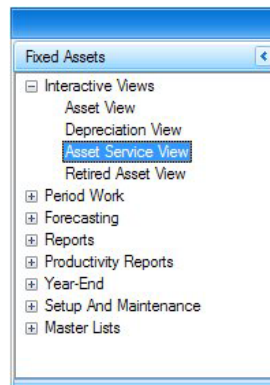 Fixed Assets
Interactive Views
Asset View
Depreciation View
Asset Service View
Retired Asset View
Period Work
Forecasting
Reports
Productivity Reports
Year-End
Setup And Maintenance
Master Lists